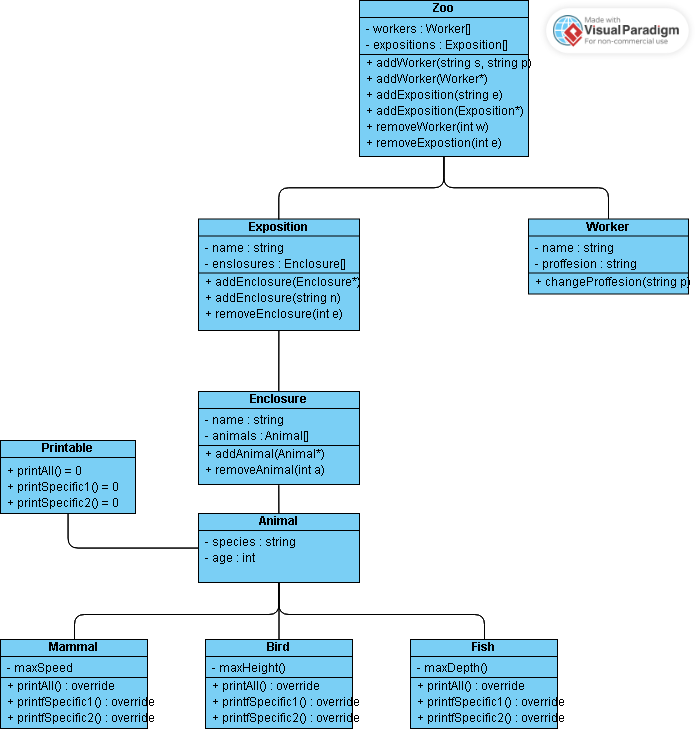 Zoo
- workers : Worker[]
- expositions : Exposition[]
+ addWorker(string s, string p)
+ addWorker(Worker*)
+ addExposition(string e)
+ addExposition(Exposition*)
+ removeWorker(int w)
+ removeExpostion(int e)
Made with
VisualParadigm
For non-commercial use
Exposition
- name : string
- enslosures : Enclosure[]
+ addEnclosure(Enclosure*)
+ addEnclosure(string n)
+ removeEnclosure(int e)
Worker
- name : string
- proffesion : string
+ changeProffesion(string p)
Enclosure
- name : string
- animals : Animal[]
+ addAnimal(Animal*)
+ removeAnimal(int a)
Printable
+ printAll() = 0
+ printSpecific1() = 0
+ printSpecific2() = 0
Animal
- species : string
- age : int
Mammal
- maxSpeed
+ printAll() : override
+ printfSpecific1() : override
+ printfSpecific2() : override
Bird
- maxHeight()
+ printAll() : override
+ printfSpecific1() : override
+ printfSpecific2() : override
Fish
- maxDepth()
+ printAll() : override
+ printfSpecific1() : override
+ printfSpecific2() : override